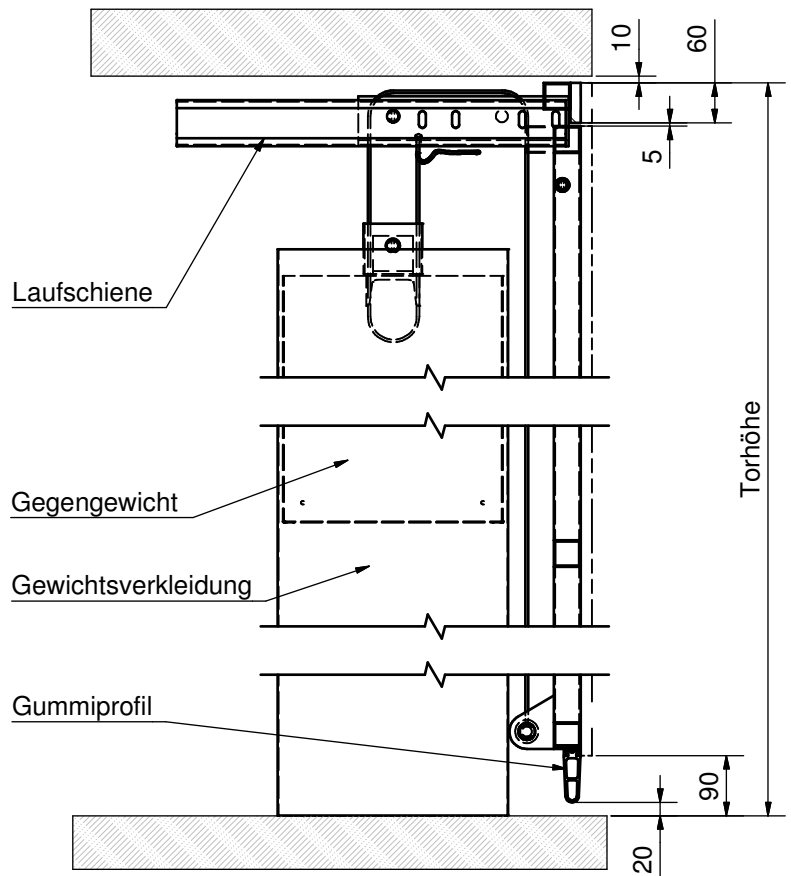 10
60
5
Laufschiene
Torhöhe
Gegengewicht
Gewichtsverkleidung
Gummiprofil
90
20